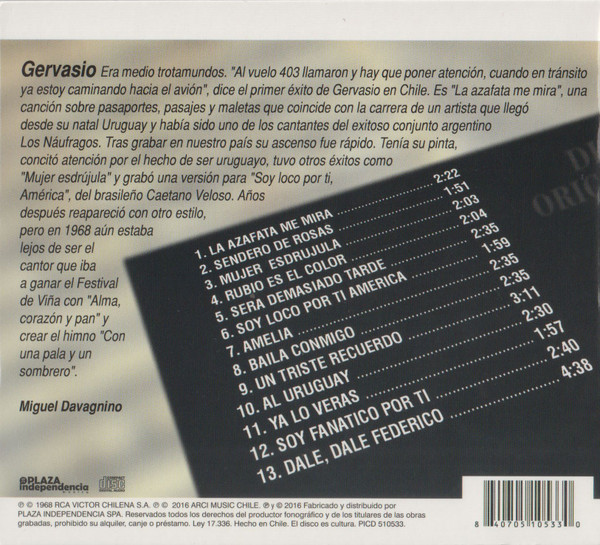 Gervasio Era medio trotamundos. "Al vuelo 403 llamaron y hay que poner atención, cuando en tránsito
ya estoy caminando hacia el avión", dice el primer éxito de Gervasio en Chile. Es "La azafata me mira", una
canción sobre pasaportes, pasajes y maletas que coincide con la carrera de un artista que llegó
desde su natal Uruguay y había sido uno de los cantantes del exitoso conjunto argentino
Los Náufragos. Tras grabar en nuestro país su ascenso fue rápido. Tenía su pinta,
concitó atención por el hecho de ser uruguayo, tuvo otros éxitos como
"Mujer esdrújula" y grabó una versión para "Soy loco por ti,
América", del brasileño Caetano Veloso. Años
después reapareció con otro estilo,
pero en 1968 aún estaba
lejos de ser el
cantor que iba
a ganar el Festival
de Viña con "Alma,
corazón y pan" y
crear el himno "Con
una pala y un
sombrero".
Miguel Davagnino
1. LA AZAFATA ME MIRA 2:22
2. SENDERO DE ROSAS 1:51
3. MUJER ESDRUJULA 2:03
4. RUBIO ES EL COLOR 2:04
5. SERA DEMASIADO TARDE 2:35
6. SOY LOCO POR TI AMERICA 1:59
7. AMELIA 2:35
8. BAILA CONMIGO 2:35
9. UN TRISTE RECUERDO 3:11
10. AL URUGUAY 2:30
11. YA LO VERAS 1:57
12. SOY FANATICO POR TI 2:40
13. DALE, DALE FEDERICO 4:38
PLAZA
independencia
música
COMPACT
disc
DIGITAL AUDIO
℗ © 1968 RCA VICTOR CHILENA S.A. ℗ © 2016 ARCI MUSIC CHILE. ℗ y © 2016 Fabricado y distribuido por
PLAZA INDEPENDENCIA SPA. Reservados todos los derechos del productor fonográfico y de los titulares de las obras
grabadas, prohibido su alquiler, canje o préstamo. Ley 17.336. Hecho en Chile. El disco es cultura. PICD 510533.
8 40705 10533 0